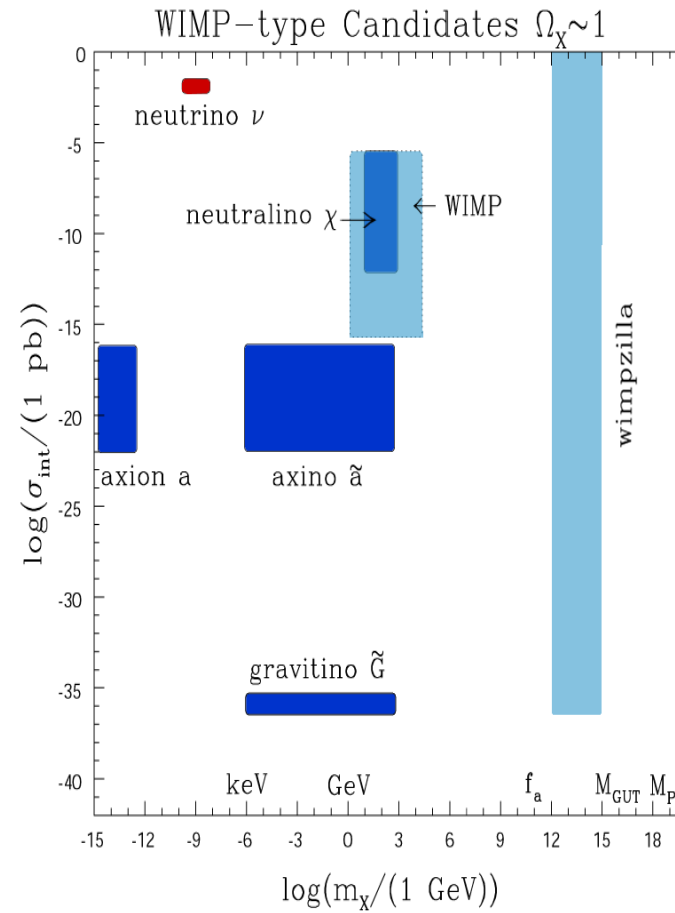 WIMP-type Candidates Ω_X~1
log(σ_int/(1 pb))
0
-5
-10
-15
-20
-25
-30
-35
-40
neutrino ν
neutralino χ
WIMP
wimpzilla
axion a
axino ã
gravitino G̃
keV GeV f_a M_GUT M_P
-15 -12 -9 -6 -3 0 3 6 9 12 15 18
log(m_X/(1 GeV))